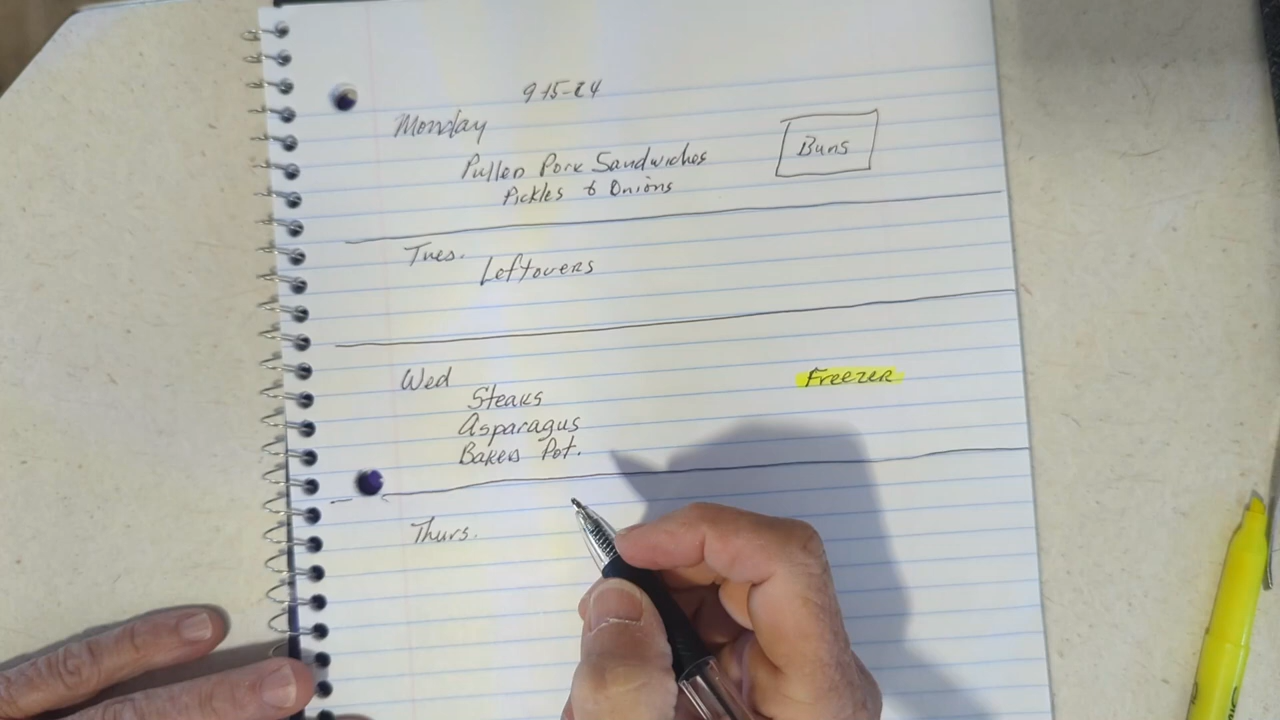 9-15-24
Monday
Pulled Pork Sandwiches
Buns
Pickles & Onions
Tues.
Leftovers
Wed
Freezer
Steaks
Asparagus
Baked Pot.
Thurs.